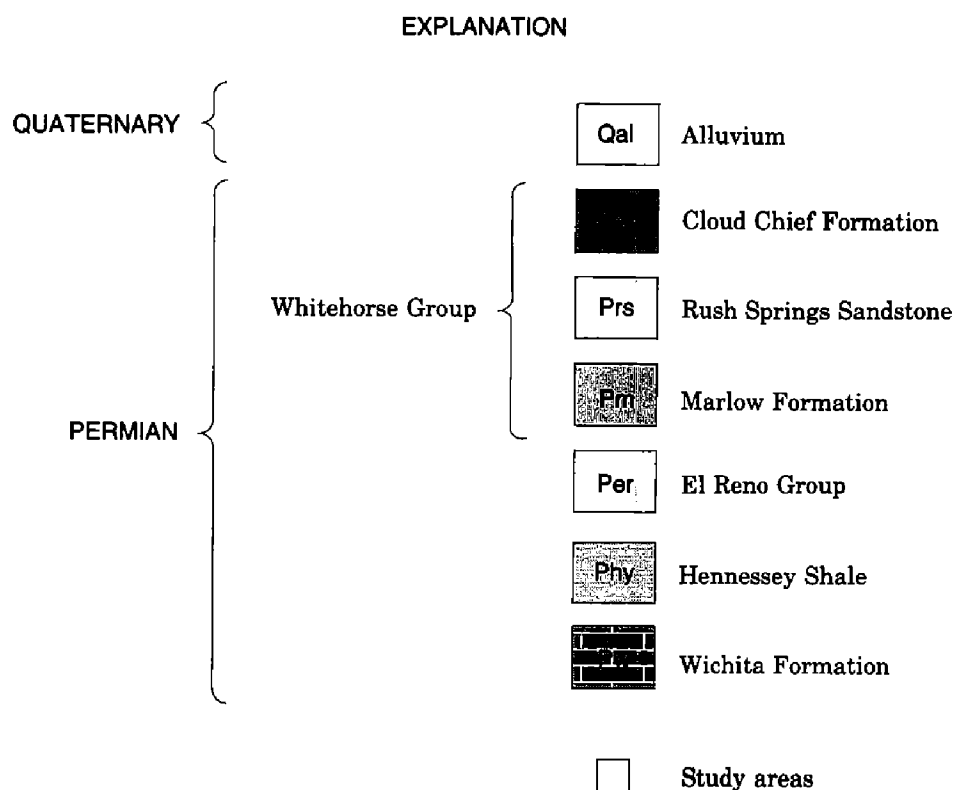 EXPLANATION
QUATERNARY
Qal Alluvium
Cloud Chief Formation
Prs Rush Springs Sandstone
Whitehorse Group
Pm Marlow Formation
PERMIAN
Per El Reno Group
Phy Hennessey Shale
Wichita Formation
Study areas